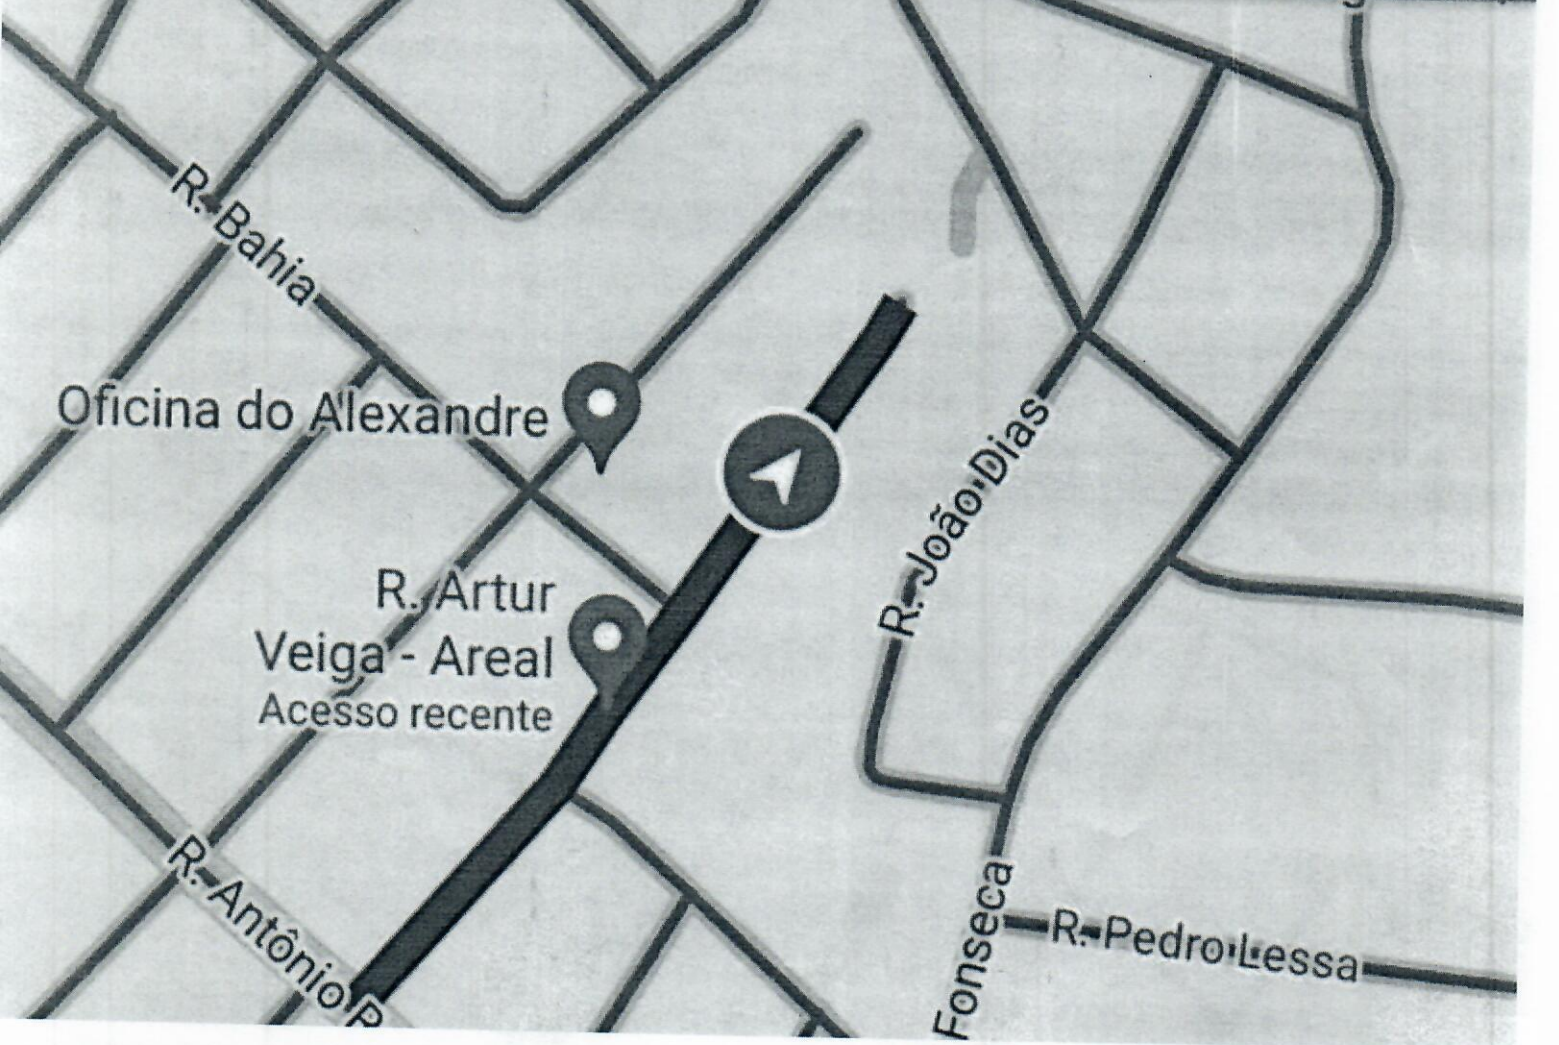 R. Bahia
Oficina do Alexandre
R. João Dias
R. Artur
Veiga - Areal
Acesso recente
R. Antônio
Fonseca
R. Pedro Lessa